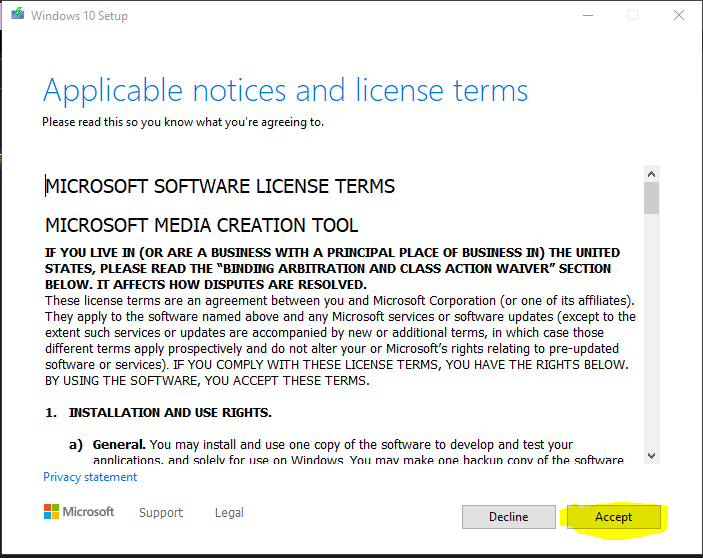 Windows 10 Setup
Applicable notices and license terms
Please read this so you know what you're agreeing to.
MICROSOFT SOFTWARE LICENSE TERMS
MICROSOFT MEDIA CREATION TOOL
IF YOU LIVE IN (OR ARE A BUSINESS WITH A PRINCIPAL PLACE OF BUSINESS IN) THE UNITED
STATES, PLEASE READ THE “BINDING ARBITRATION AND CLASS ACTION WAIVER” SECTION
BELOW. IT AFFECTS HOW DISPUTES ARE RESOLVED.
These license terms are an agreement between you and Microsoft Corporation (or one of its affiliates).
They apply to the software named above and any Microsoft services or software updates (except to the
extent such services or updates are accompanied by new or additional terms, in which case those
different terms apply prospectively and do not alter your or Microsoft’s rights relating to pre-updated
software or services). IF YOU COMPLY WITH THESE LICENSE TERMS, YOU HAVE THE RIGHTS BELOW.
BY USING THE SOFTWARE, YOU ACCEPT THESE TERMS.
1. INSTALLATION AND USE RIGHTS.
a) General. You may install and use one copy of the software to develop and test your
applications, and solely for use on Windows. You may make one backup copy of the software
Privacy statement
Microsoft Support Legal Decline Accept